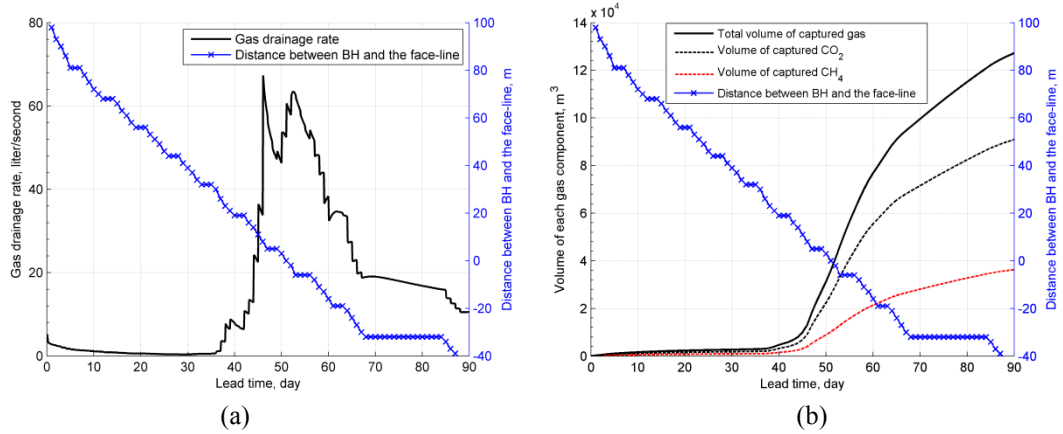 80
60
40
20
0
Gas drainage rate, liter/second
Gas drainage rate
Distance between BH and the face-line
100
80
60
40
20
0
-20
-40
Distance between BH and the face-line, m
0 10 20 30 40 50 60 70 80 90
Lead time, day
(a)
x 10^4
14
12
10
8
6
4
2
0
Volume of each gas component, m^3
Total volume of captured gas
Volume of captured CO_2
Volume of captured CH_4
Distance between BH and the face-line
100
80
60
40
20
0
-20
-40
Distance between BH and the face-line, m
0 10 20 30 40 50 60 70 80 90
Lead time, day
(b)